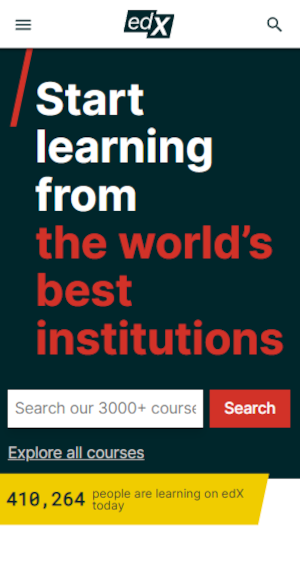 edX
Start
learning
from
the world's
best
institutions
Search our 3000+ course
Search
Explore all courses
410,264
people are learning on edX
today